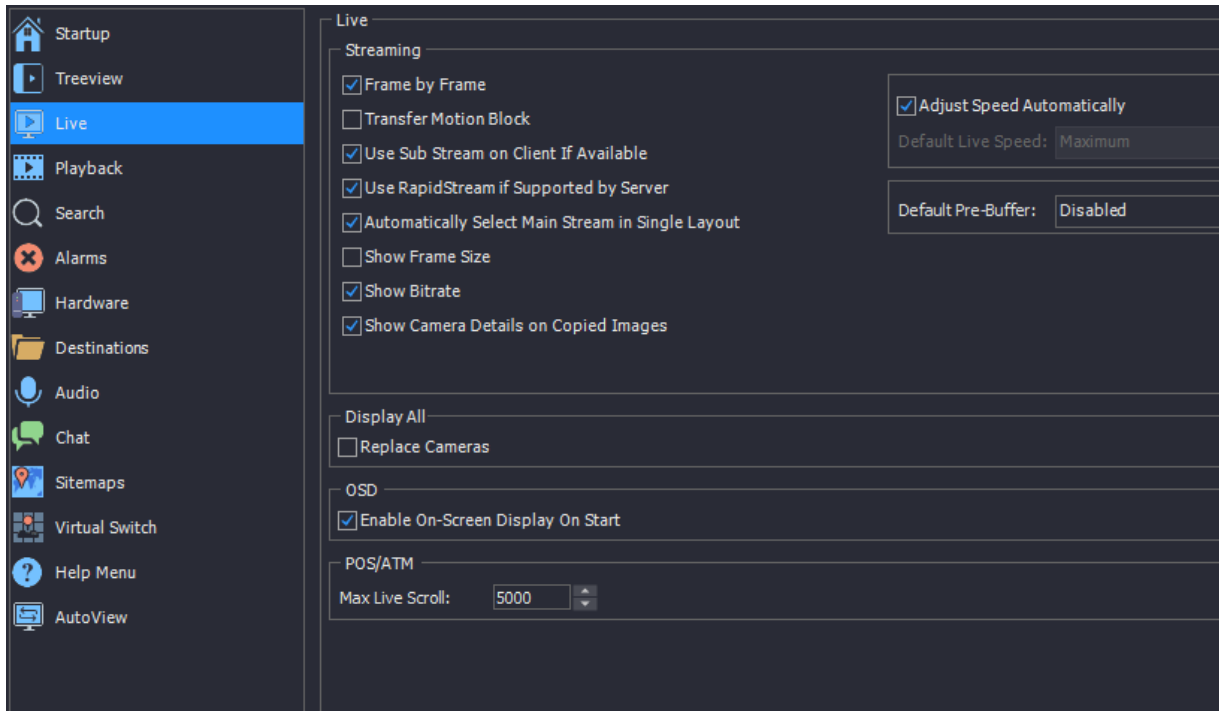 Startup
Treeview
Live
Playback
Search
Alarms
Hardware
Destinations
Audio
Chat
Sitemaps
Virtual Switch
Help Menu
AutoView
Live
Streaming
Frame by Frame
Transfer Motion Block
Use Sub Stream on Client If Available
Use RapidStream if Supported by Server
Automatically Select Main Stream in Single Layout
Show Frame Size
Show Bitrate
Show Camera Details on Copied Images
Adjust Speed Automatically
Default Live Speed: Maximum
Default Pre-Buffer: Disabled
Display All
Replace Cameras
OSD
Enable On-Screen Display On Start
POS/ATM
Max Live Scroll: 5000